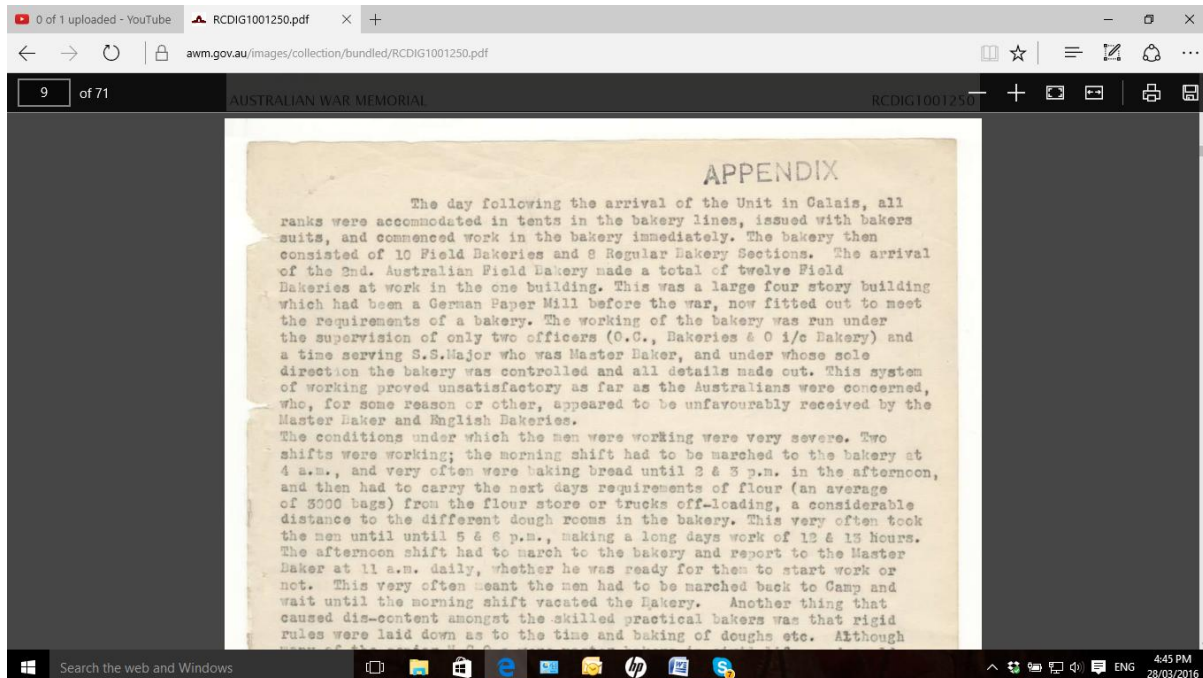 0 of 1 uploaded - YouTube
RCDIG1001250.pdf
awm.gov.au/images/collection/bundled/RCDIG1001250.pdf
9 of 71
AUSTRALIAN WAR MEMORIAL
RCDIG1001250
APPENDIX
The day following the arrival of the Unit in Calais, all
ranks were accommodated in tents in the bakery lines, issued with bakers
suits, and commenced work in the bakery immediately. The bakery then
consisted of 10 Field Bakeries and 8 Regular Bakery Sections. The arrival
of the 2nd. Australian Field Bakery made a total of twelve Field
Bakeries at work in the one building. This was a large four story building
which had been a German Paper Mill before the war, now fitted out to meet
the requirements of a bakery. The working of the bakery was run under
the supervision of only two officers (O.C., Bakeries & O i/c Bakery) and
a time serving S.S.Major who was Master Baker, and under whose sole
direction the bakery was controlled and all details made out. This system
of working proved unsatisfactory as far as the Australians were concerned,
who, for some reason or other, appeared to be unfavourably received by the
Master Baker and English Bakeries.
The conditions under which the men were working were very severe. Two
shifts were working; the morning shift had to be marched to the bakery at
4 a.m., and very often were baking bread until 2 & 3 p.m. in the afternoon,
and then had to carry the next days requirements of flour (an average
of 3000 bags) from the flour store or trucks off-loading, a considerable
distance to the different dough rooms in the bakery. This very often took
the men until until 5 & 6 p.m., making a long days work of 12 & 13 hours.
The afternoon shift had to march to the bakery and report to the Master
Baker at 11 a.m. daily, whether he was ready for them to start work or
not. This very often meant the men had to be marched back to Camp and
wait until the morning shift vacated the Bakery. Another thing that
caused dis-content amongst the skilled practical bakers was that rigid
rules were laid down as to the time and baking of doughs etc. Although
Search the web and Windows
hp
ENG
4:45 PM
28/03/2016